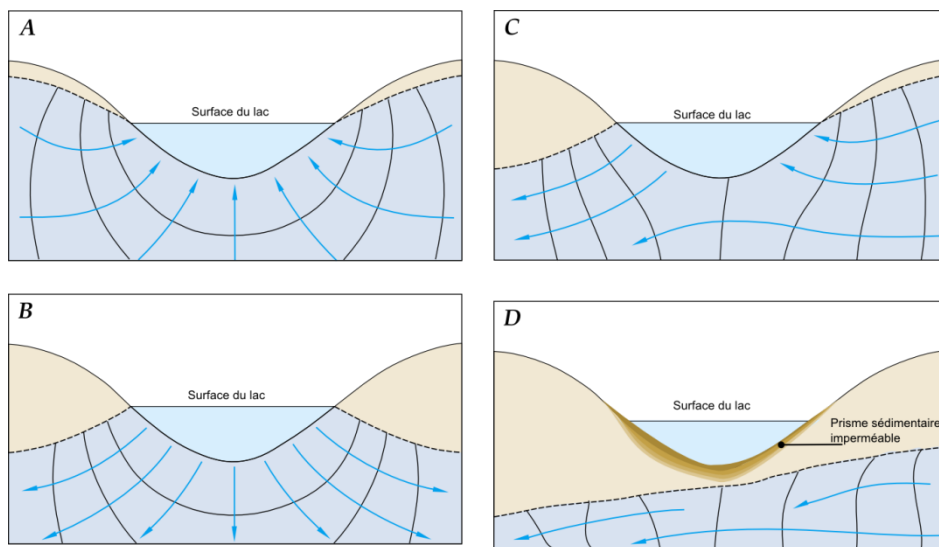 A
Surface du lac
C
Surface du lac
B
Surface du lac
D
Surface du lac
Prisme sédimentaire
imperméable